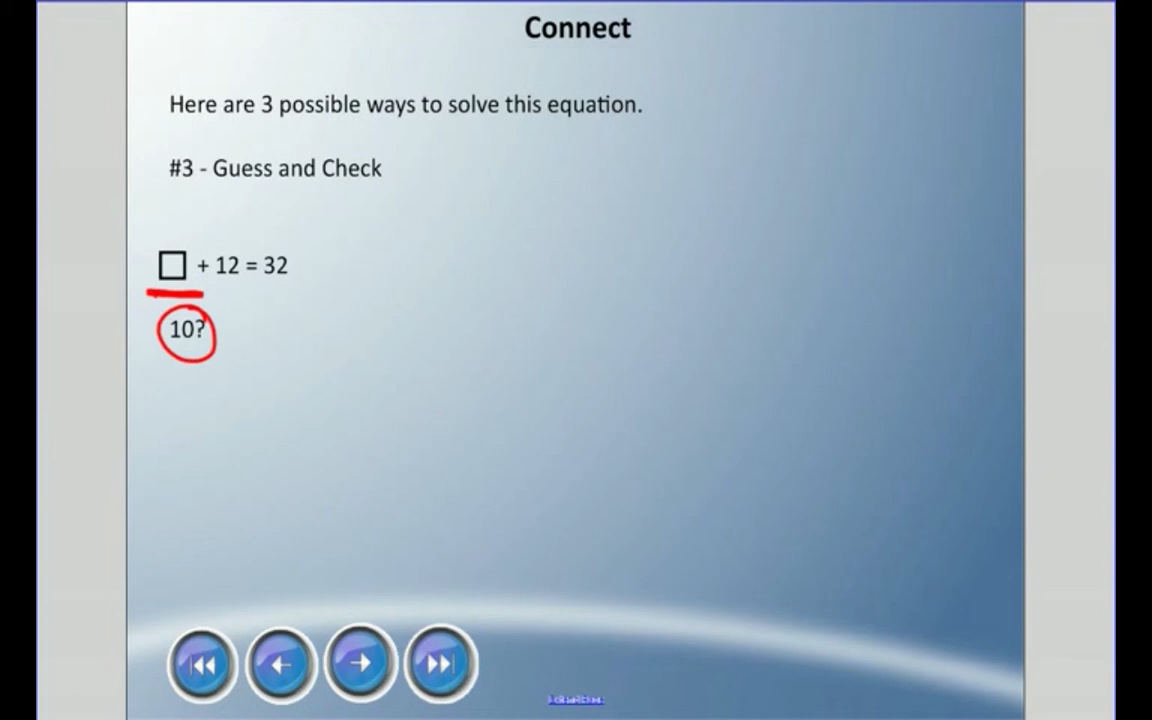 Connect
Here are 3 possible ways to solve this equation.
#3 - Guess and Check
□ + 12 = 32
10?